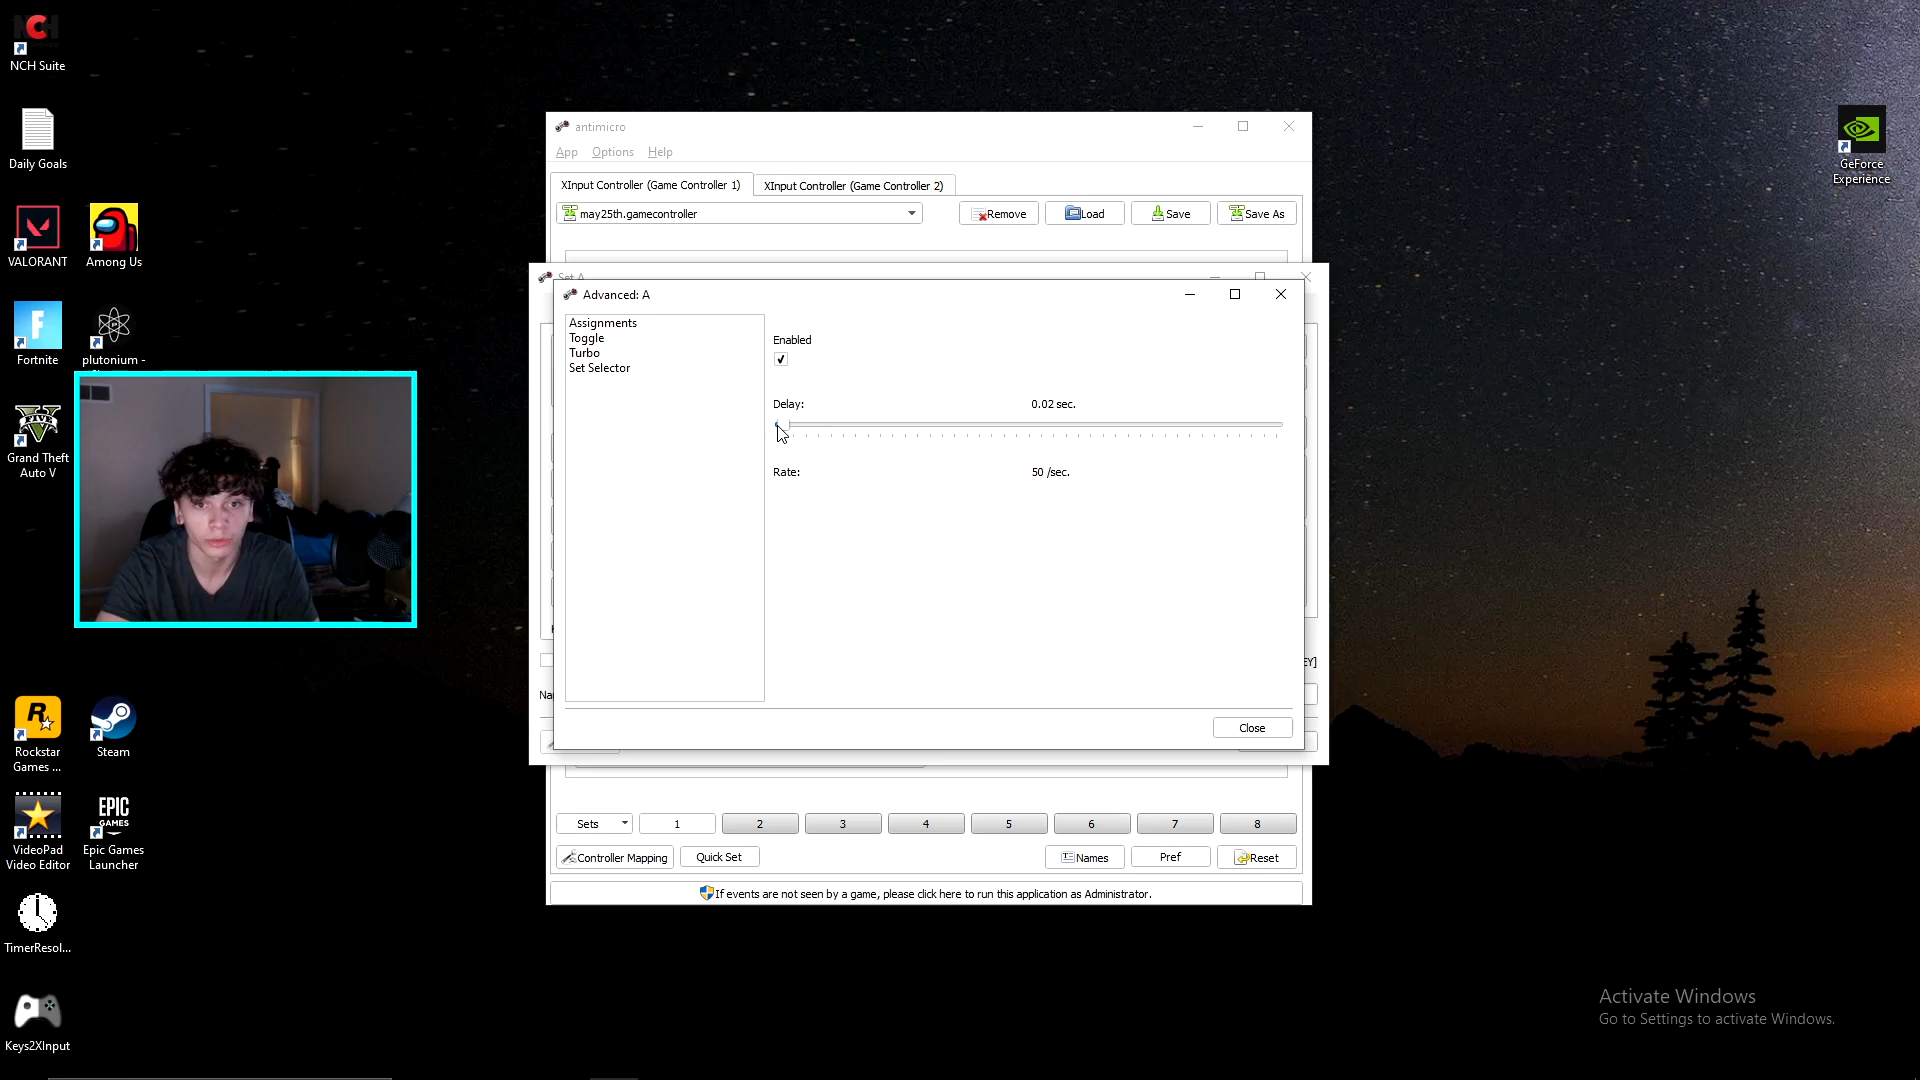 NCH
NCH Suite
Daily Goals
VALORANT
Among Us
Fortnite
plutonium -
FIVE
Grand Theft
Auto V
Rockstar
Games ...
Steam
VideoPad
Video Editor
EPIC
GAMES
Epic Games
Launcher
TimerResol...
Keys2XInput
GeForce
Experience
antimicro
App Options Help
XInput Controller (Game Controller 1)
XInput Controller (Game Controller 2)
may25th.gamecontroller
Remove
Load
Save
Save As
Set A
Advanced: A
Assignments
Toggle
Turbo
Set Selector
Enabled
Delay:
0.02 sec.
Rate:
50 /sec.
Close
EY]
Na
Sets
1
2
3
4
5
6
7
8
Controller Mapping
Quick Set
Names
Pref
Reset
If events are not seen by a game, please click here to run this application as Administrator.
Activate Windows
Go to Settings to activate Windows.